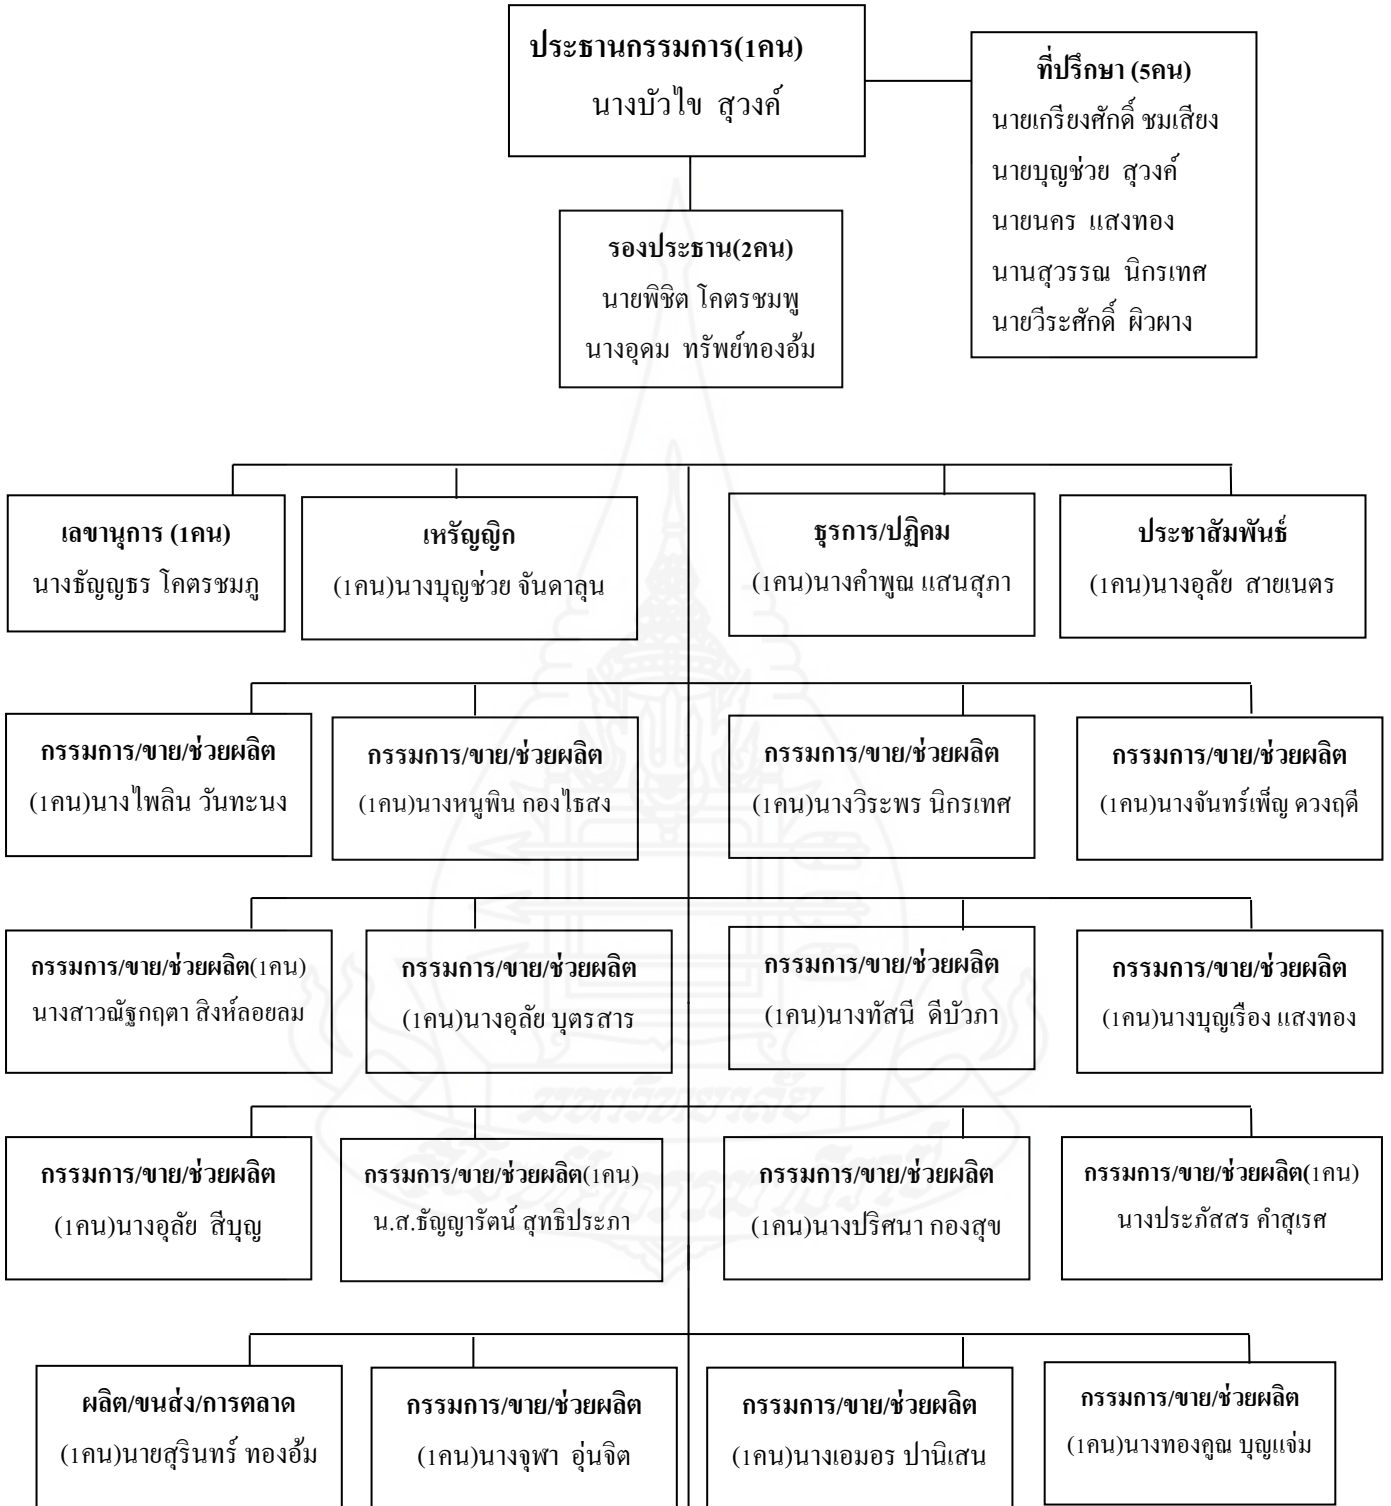 ประธานกรรมการ(1คน)
นางบัวไข สุวงค์
ที่ปรึกษา (5คน)
นายเกรียงศักดิ์ ชมเสียง
นายบุญช่วย สุวงค์
นายนคร แสงทอง
นานสุวรรณ นิกรเทศ
นายวีระศักดิ์ ผิวผาง
รองประธาน(2คน)
นายพิชิต โคตรชมพู
นางอุดม ทรัพย์ทองอ้ม
เลขานุการ (1คน)
นางธัญญธร โคตรชมภู
เหรัญญิก
(1คน)นางบุญช่วย จันดาลุน
ธุรการ/ปฏิคม
(1คน)นางคำพูณ แสนสุภา
ประชาสัมพันธ์
(1คน)นางอุลัย สายเนตร
กรรมการ/ขาย/ช่วยผลิต
(1คน)นางไพลิน วันทะนง
กรรมการ/ขาย/ช่วยผลิต
(1คน)นางหนูพิน กองไธสง
กรรมการ/ขาย/ช่วยผลิต
(1คน)นางวิระพร นิกรเทศ
กรรมการ/ขาย/ช่วยผลิต
(1คน)นางจันทร์เพ็ญ ดวงฤดี
กรรมการ/ขาย/ช่วยผลิต(1คน)
นางสาวณัฐกฤตา สิงห์ลอยลม
กรรมการ/ขาย/ช่วยผลิต
(1คน)นางอุลัย บุตรสาร
กรรมการ/ขาย/ช่วยผลิต
(1คน)นางทัสนี ดีบัวภา
กรรมการ/ขาย/ช่วยผลิต
(1คน)นางบุญเรือง แสงทอง
มหาวิทยาลัย
สุโขทัยธรรมาธิราช
กรรมการ/ขาย/ช่วยผลิต
(1คน)นางอุลัย สีบุญ
กรรมการ/ขาย/ช่วยผลิต(1คน)
น.ส.ธัญญารัตน์ สุทธิประภา
กรรมการ/ขาย/ช่วยผลิต
(1คน)นางปริศนา กองสุข
กรรมการ/ขาย/ช่วยผลิต(1คน)
นางประภัสสร คำสุเรศ
ผลิต/ขนส่ง/การตลาด
(1คน)นายสุรินทร์ ทองอ้ม
กรรมการ/ขาย/ช่วยผลิต
(1คน)นางจุฬา อุ่นจิต
กรรมการ/ขาย/ช่วยผลิต
(1คน)นางเอมอร ปานิเสน
กรรมการ/ขาย/ช่วยผลิต
(1คน)นางทองคูณ บุญแจ่ม